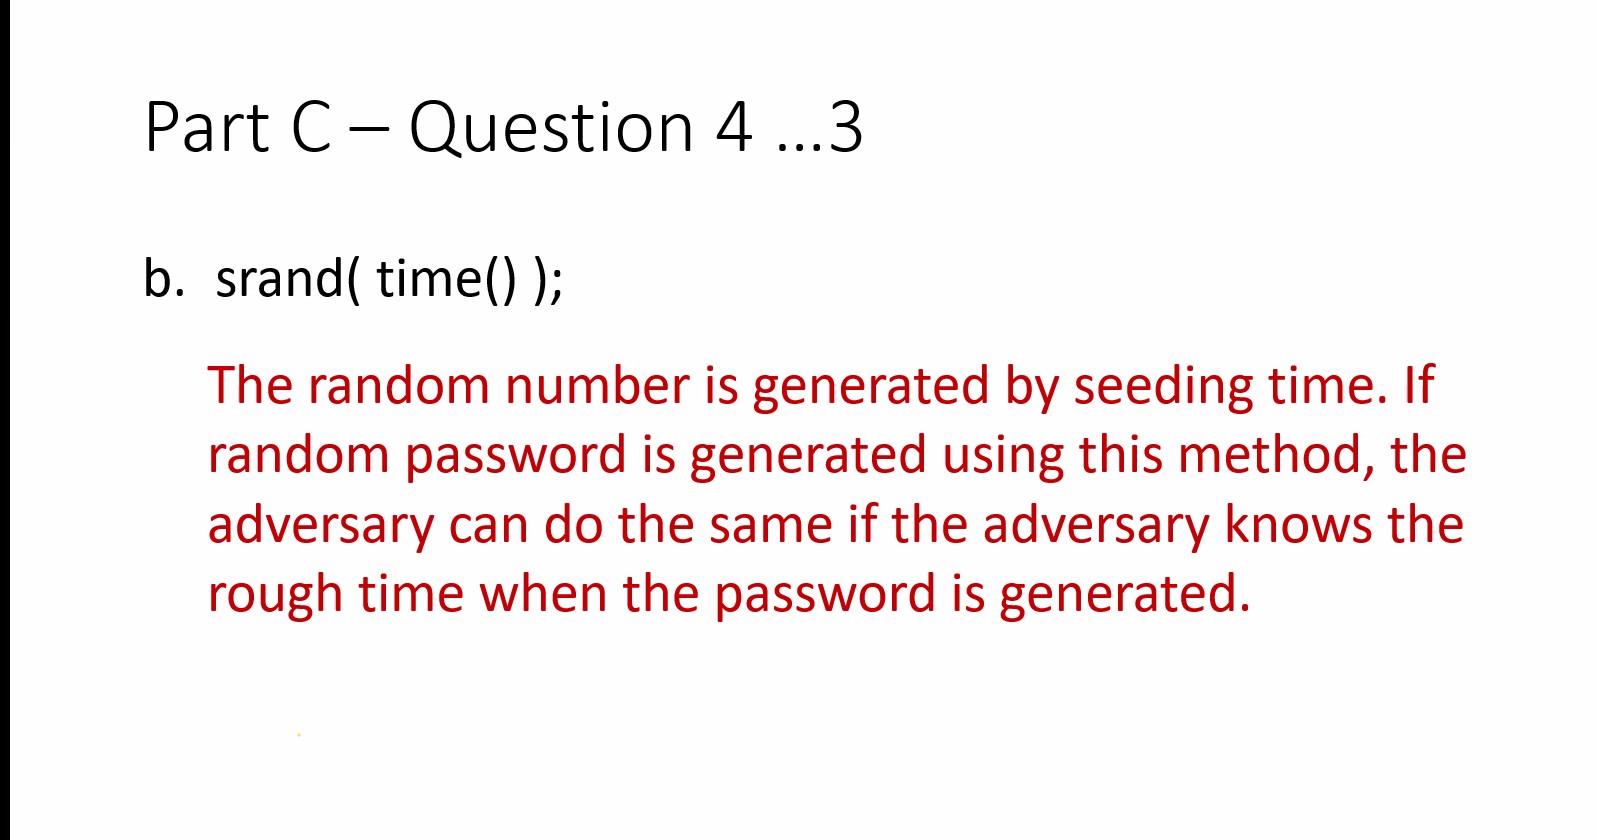 Part C – Question 4 ...3
b. srand( time() );
The random number is generated by seeding time. If
random password is generated using this method, the
adversary can do the same if the adversary knows the
rough time when the password is generated.